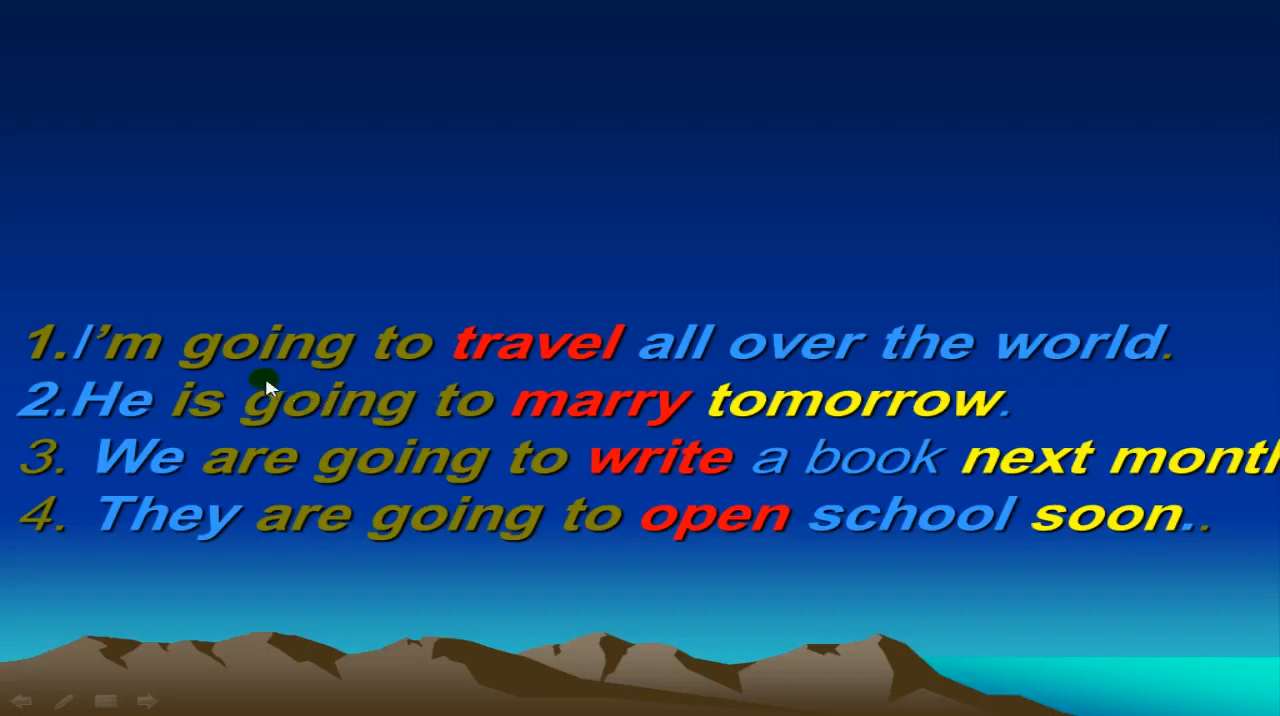 1.I’m going to travel all over the world.
2.He is going to marry tomorrow.
3. We are going to write a book next
4. They are going to open school soon..